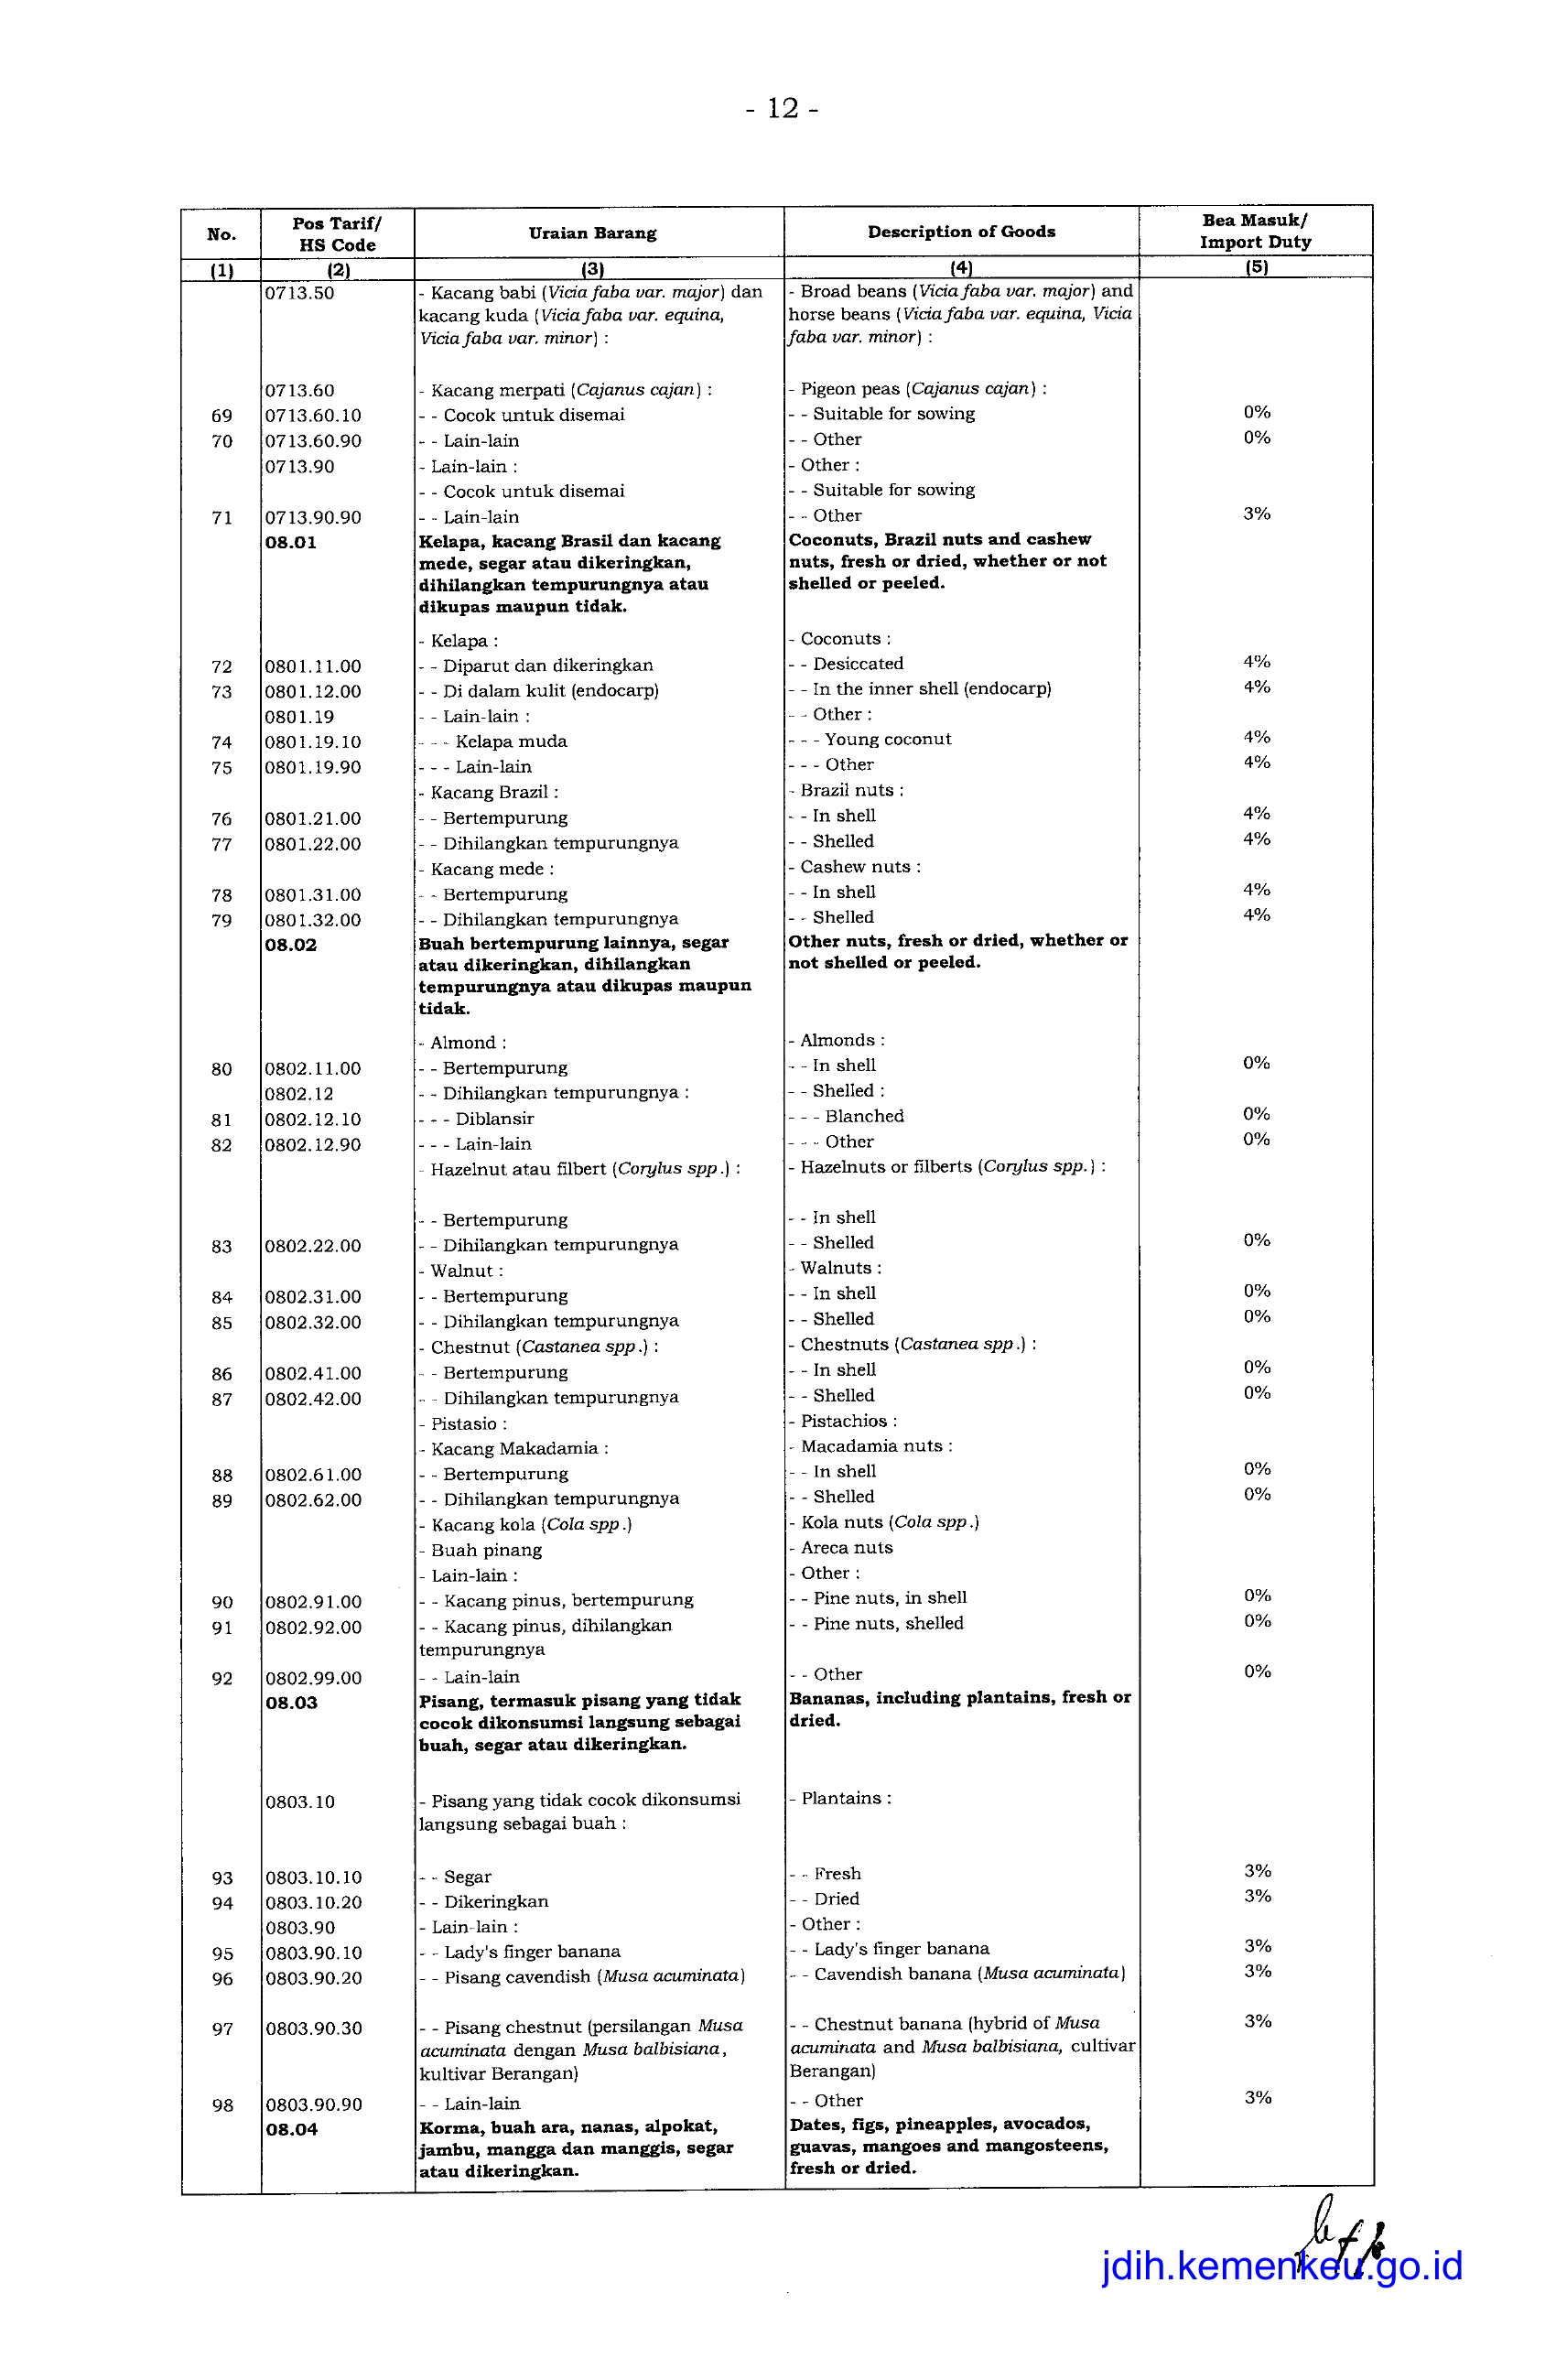 - 12 -
No. Pos Tarif/ HS Code Uraian Barang Description of Goods Bea Masuk/ Import Duty
(1) (2) (3) (4) (5)
0713.50 - Kacang babi (Vicia faba var. major) dan - Broad beans (Vicia faba var. major) and
kacang kuda (Vicia faba var. equina, horse beans (Vicia faba var. equina, Vicia
Vicia faba var. minor) : faba var. minor) :
0713.60 - Kacang merpati (Cajanus cajan) : - Pigeon peas (Cajanus cajan) :
69 0713.60.10 - - Cocok untuk disemai - - Suitable for sowing 0%
70 0713.60.90 - - Lain-lain - - Other 0%
0713.90 - Lain-lain : - Other :
- - Cocok untuk disemai - - Suitable for sowing
71 0713.90.90 - - Lain-lain - - Other 3%
08.01 Kelapa, kacang Brasil dan kacang Coconuts, Brazil nuts and cashew
mede, segar atau dikeringkan, nuts, fresh or dried, whether or not
dihilangkan tempurungnya atau shelled or peeled.
dikupas maupun tidak.
- Kelapa : - Coconuts :
72 0801.11.00 - - Diparut dan dikeringkan - - Desiccated 4%
73 0801.12.00 - - Di dalam kulit (endocarp) - - In the inner shell (endocarp) 4%
0801.19 - - Lain-lain : - - Other :
74 0801.19.10 - - - Kelapa muda - - - Young coconut 4%
75 0801.19.90 - - - Lain-lain - - - Other 4%
- Kacang Brazil : - Brazil nuts :
76 0801.21.00 - - Bertempurung - - In shell 4%
77 0801.22.00 - - Dihilangkan tempurungnya - - Shelled 4%
- Kacang mede : - Cashew nuts :
78 0801.31.00 - - Bertempurung - - In shell 4%
79 0801.32.00 - - Dihilangkan tempurungnya - - Shelled 4%
08.02 Buah bertempurung lainnya, segar Other nuts, fresh or dried, whether or
atau dikeringkan, dihilangkan not shelled or peeled.
tempurungnya atau dikupas maupun
tidak.
- Almond : - Almonds :
80 0802.11.00 - - Bertempurung - - In shell 0%
0802.12 - - Dihilangkan tempurungnya : - - Shelled :
81 0802.12.10 - - - Diblansir - - - Blanched 0%
82 0802.12.90 - - - Lain-lain - - - Other 0%
- Hazelnut atau filbert (Corylus spp.) : - Hazelnuts or filberts (Corylus spp.) :
- - Bertempurung - - In shell
83 0802.22.00 - - Dihilangkan tempurungnya - - Shelled 0%
- Walnut : - Walnuts :
84 0802.31.00 - - Bertempurung - - In shell 0%
85 0802.32.00 - - Dihilangkan tempurungnya - - Shelled 0%
- Chestnut (Castanea spp.) : - Chestnuts (Castanea spp.) :
86 0802.41.00 - - Bertempurung - - In shell 0%
87 0802.42.00 - - Dihilangkan tempurungnya - - Shelled 0%
- Pistasio : - Pistachios :
- Kacang Makadamia : - Macadamia nuts :
88 0802.61.00 - - Bertempurung - - In shell 0%
89 0802.62.00 - - Dihilangkan tempurungnya - - Shelled 0%
- Kacang kola (Cola spp.) - Kola nuts (Cola spp.)
- Buah pinang - Areca nuts
- Lain-lain : - Other :
90 0802.91.00 - - Kacang pinus, bertempurung - - Pine nuts, in shell 0%
91 0802.92.00 - - Kacang pinus, dihilangkan - - Pine nuts, shelled 0%
tempurungnya
92 0802.99.00 - - Lain-lain - - Other 0%
08.03 Pisang, termasuk pisang yang tidak Bananas, including plantains, fresh or
cocok dikonsumsi langsung sebagai dried.
buah, segar atau dikeringkan.
0803.10 - Pisang yang tidak cocok dikonsumsi - Plantains :
langsung sebagai buah :
93 0803.10.10 - - Segar - - Fresh 3%
94 0803.10.20 - - Dikeringkan - - Dried 3%
0803.90 - Lain-lain : - Other :
95 0803.90.10 - - Lady's finger banana - - Lady's finger banana 3%
96 0803.90.20 - - Pisang cavendish (Musa acuminata) - - Cavendish banana (Musa acuminata) 3%
97 0803.90.30 - - Pisang chestnut (persilangan Musa - - Chestnut banana (hybrid of Musa 3%
acuminata dengan Musa balbisiana, acuminata and Musa balbisiana, cultivar
kultivar Berangan) Berangan)
98 0803.90.90 - - Lain-lain - - Other 3%
08.04 Korma, buah ara, nanas, alpokat, Dates, figs, pineapples, avocados,
jambu, mangga dan manggis, segar guavas, mangoes and mangosteens,
atau dikeringkan. fresh or dried.
jdih.kemenkeu.go.id